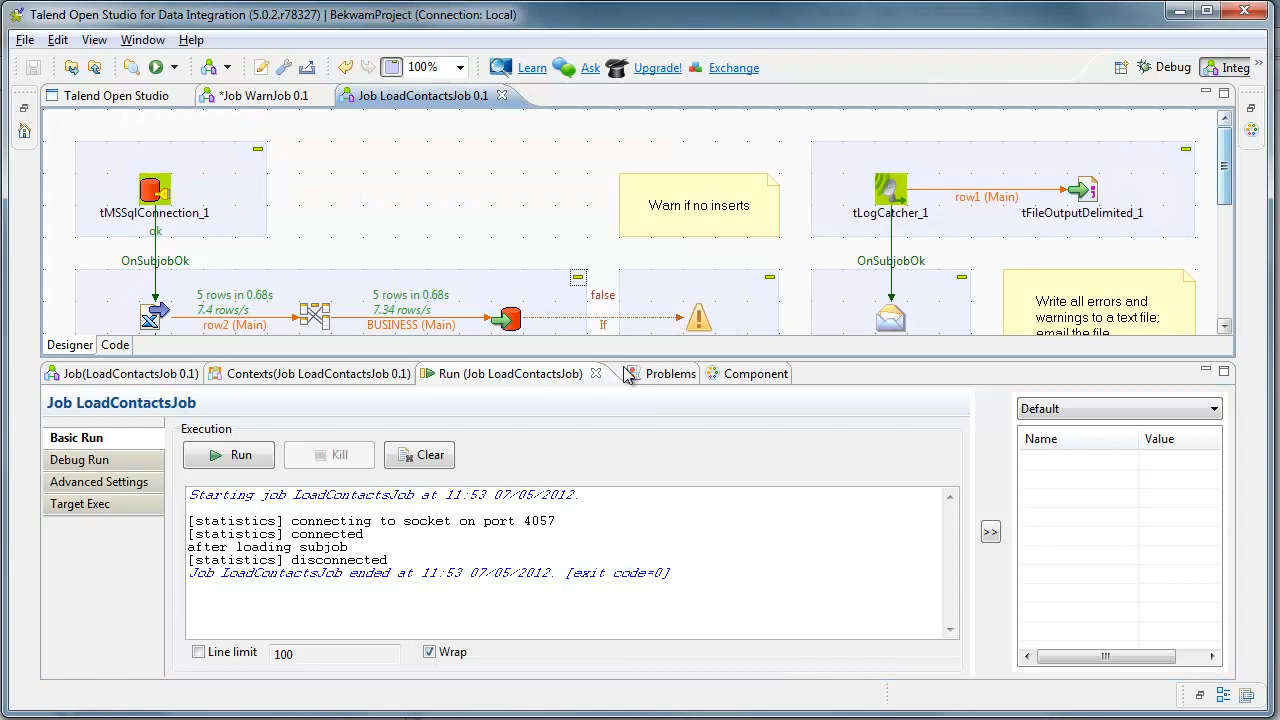 Talend Open Studio for Data Integration (5.0.2.r78327) | BekwamProject (Connection: Local)
File Edit View Window Help
100% Learn Ask Upgrade! Exchange Debug Integ
Talend Open Studio *Job WarnJob 0.1 Job LoadContactsJob 0.1
Warn if no inserts
tMSSqlConnection_1
ok
tLogCatcher_1
row1 (Main)
tFileOutputDelimited_1
OnSubjobOk
OnSubjobOk
5 rows in 0.68s
7.4 rows/s
row2 (Main)
5 rows in 0.68s
7.34 rows/s
BUSINESS (Main)
false
If
Write all errors and
warnings to a text file;
email the file.
Designer Code
Job(LoadContactsJob 0.1) Contexts(Job LoadContactsJob 0.1) Run (Job LoadContactsJob) Problems Component
Job LoadContactsJob
Basic Run
Debug Run
Advanced Settings
Target Exec
Execution
Run Kill Clear
Starting job LoadContactsJob at 11:53 07/05/2012.
[statistics] connecting to socket on port 4057
[statistics] connected
after loading subjob
[statistics] disconnected
Job LoadContactsJob ended at 11:53 07/05/2012. [exit code=0]
Line limit 100 Wrap
>>
Default
Name Value